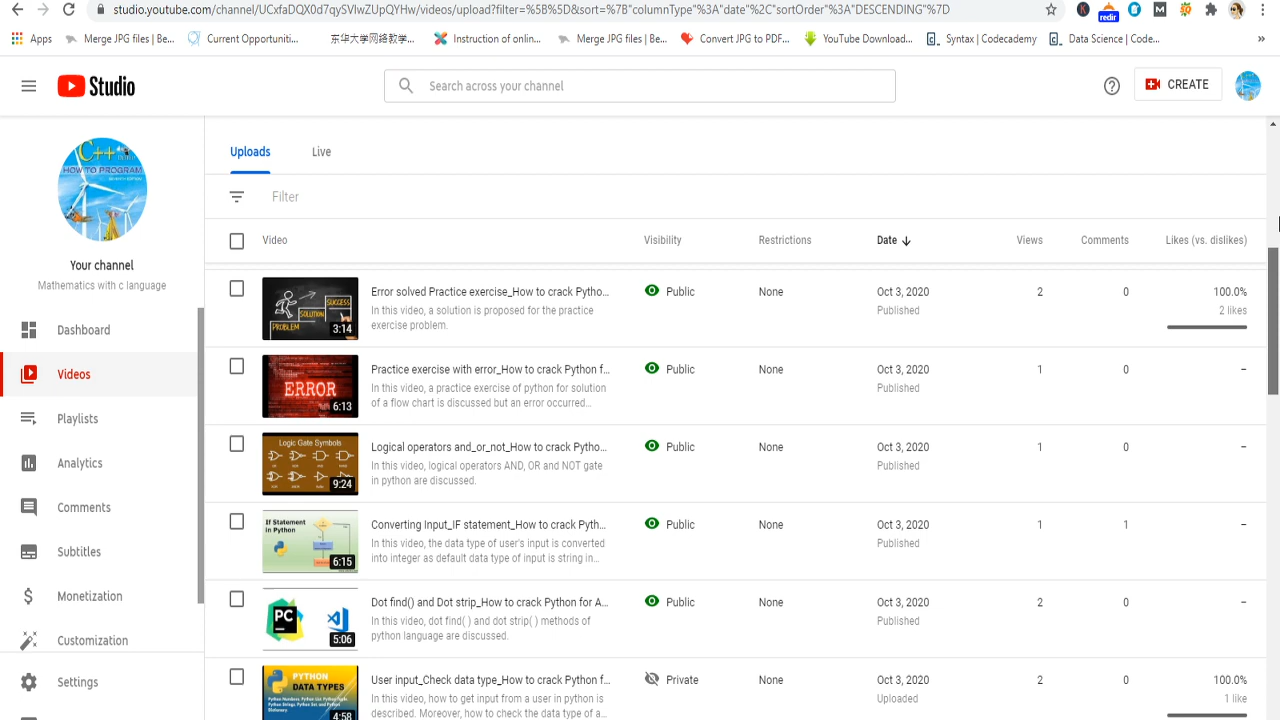 studio.youtube.com/channel/UCxfaDQX0d7qySVIwZUpQYHw/videos/upload?filter=%5B%5D&sort=%7B"columnType"%3A"date"%2C"sortOrder"%3A"DESCENDING"%7D
redir
Apps
Merge JPG files | Be...
Current Opportuniti...
东华大学网络教学...
Instruction of onlin...
Merge JPG files | Be...
Convert JPG to PDF...
YouTube Download...
Syntax | Codecademy
Data Science | Code...
»
Studio
Search across your channel
CREATE
C++
HOW TO PROGRAM
Your channel
Mathematics with c language
Dashboard
Videos
Playlists
Analytics
Comments
Subtitles
Monetization
Customization
Settings
Uploads
Live
Filter
Video
Visibility
Restrictions
Date
Views
Comments
Likes (vs. dislikes)
PROBLEM
SOLUTION
SUCCESS
3:14
Error solved Practice exercise_How to crack Pytho...
In this video, a solution is proposed for the practice
exercise problem.
Public
None
Oct 3, 2020
Published
2
0
100.0%
2 likes
ERROR
6:13
Practice exercise with error_How to crack Python f...
In this video, a practice exercise of python for solution
of a flow chart is discussed but an error occurred...
Public
None
Oct 3, 2020
Published
1
0
–
Logic Gate Symbols
9:24
Logical operators and_or_not_How to crack Pytho...
In this video, logical operators AND, OR and NOT gate
in python are discussed.
Public
None
Oct 3, 2020
Published
1
0
–
If Statement
in Python
6:15
Converting Input_IF statement_How to crack Pyth...
In this video, the data type of user's input is converted
into integer as default data type of input is string in...
Public
None
Oct 3, 2020
Published
1
1
–
PC
5:06
Dot find() and Dot strip_How to crack Python for A...
In this video, dot find( ) and dot strip( ) methods of
python language are discussed.
Public
None
Oct 3, 2020
Published
2
0
–
PYTHON
DATA TYPES
4:58
User input_Check data type_How to crack Python f...
In this video, how to get input from a user in python is
described. Moreover, how to check the data type of a...
Private
None
Oct 3, 2020
Uploaded
2
0
100.0%
1 like